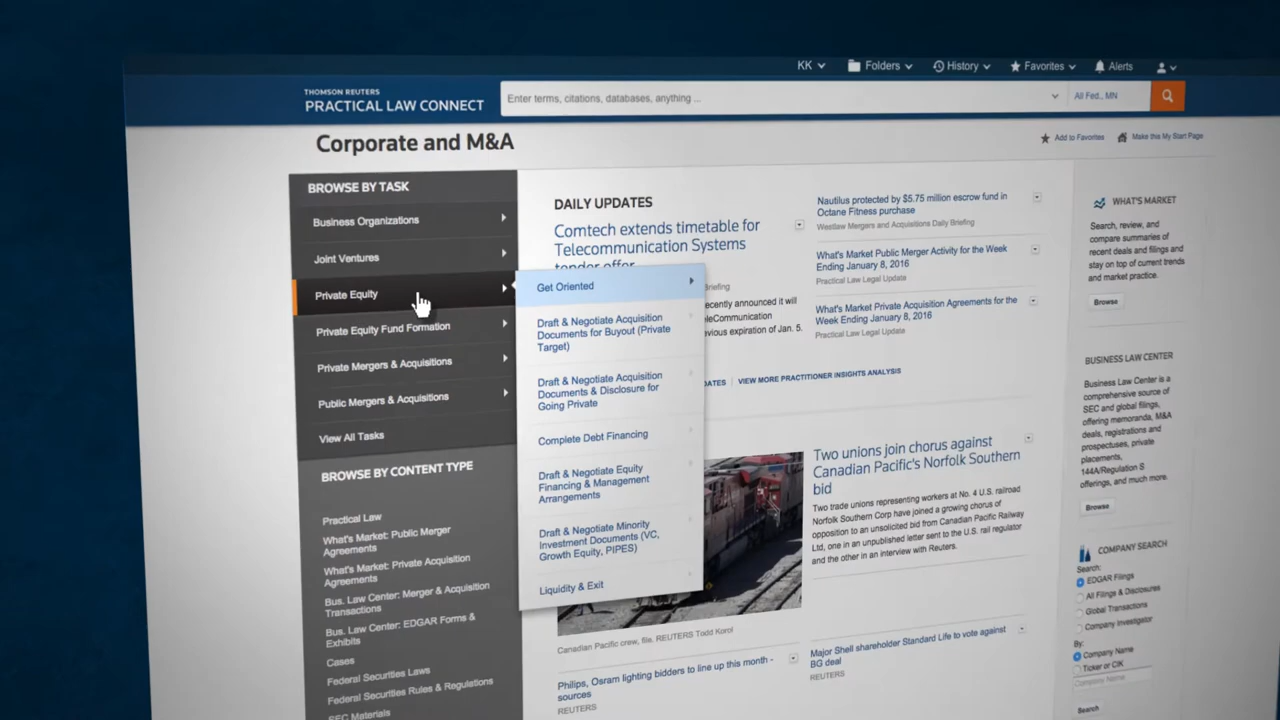 KK
Folders
History
Favorites
Alerts
THOMSON REUTERS
PRACTICAL LAW CONNECT
Enter terms, citations, databases, anything ...
All Fed., MN
Corporate and M&A
Add to Favorites
Make this My Start Page
BROWSE BY TASK
Business Organizations
Joint Ventures
Private Equity
Private Equity Fund Formation
Private Mergers & Acquisitions
Public Mergers & Acquisitions
View All Tasks
BROWSE BY CONTENT TYPE
Practical Law
What's Market: Public Merger
Agreements
What's Market: Private Acquisition
Agreements
Bus. Law Center: Merger & Acquisition
Transactions
Bus. Law Center: EDGAR Forms &
Exhibits
Cases
Federal Securities Laws
Federal Securities Rules & Regulations
SEC Materials
Get Oriented
Draft & Negotiate Acquisition
Documents for Buyout (Private
Target)
Draft & Negotiate Acquisition
Documents & Disclosure for
Going Private
Complete Debt Financing
Draft & Negotiate Equity
Financing & Management
Arrangements
Draft & Negotiate Minority
Investment Documents (VC,
Growth Equity, PIPES)
Liquidity & Exit
DAILY UPDATES
Comtech extends timetable for
Telecommunication Systems
tender offer
Briefing
ecently announced it will
eleCommunication
vious expiration of Jan. 5.
Nautilus protected by $5.75 million escrow fund in
Octane Fitness purchase
Westlaw Mergers and Acquisitions Daily Briefing
What's Market Public Merger Activity for the Week
Ending January 8, 2016
Practical Law Legal Update
What's Market Private Acquisition Agreements for the
Week Ending January 8, 2016
Practical Law Legal Update
DATES
VIEW MORE PRACTITIONER INSIGHTS ANALYSIS
Canadian Pacific crew, file. REUTERS Todd Korol
Two unions join chorus against
Canadian Pacific's Norfolk Southern
bid
Two trade unions representing workers at No. 4 U.S. railroad
Norfolk Southern Corp have joined a growing chorus of
opposition to an unsolicited bid from Canadian Pacific Railway
Ltd, one in an unpublished letter sent to the U.S. rail regulator
and the other in an interview with Reuters.
Philips, Osram lighting bidders to line up this month -
sources
REUTERS
Major Shell shareholder Standard Life to vote against
BG deal
REUTERS
WHAT'S MARKET
Search, review, and
compare summaries of
recent deals and filings and
stay on top of current trends
and market practice.
Browse
BUSINESS LAW CENTER
Business Law Center is a
comprehensive source of
SEC and global filings,
offering memoranda, M&A
deals, registrations and
prospectuses, private
placements,
144A/Regulation S
offerings, and much more.
Browse
COMPANY SEARCH
Search:
EDGAR Filings
All Filings & Disclosures
Global Transactions
Company Investigator
By:
Company Name
Ticker or CIK
Company Name
Search